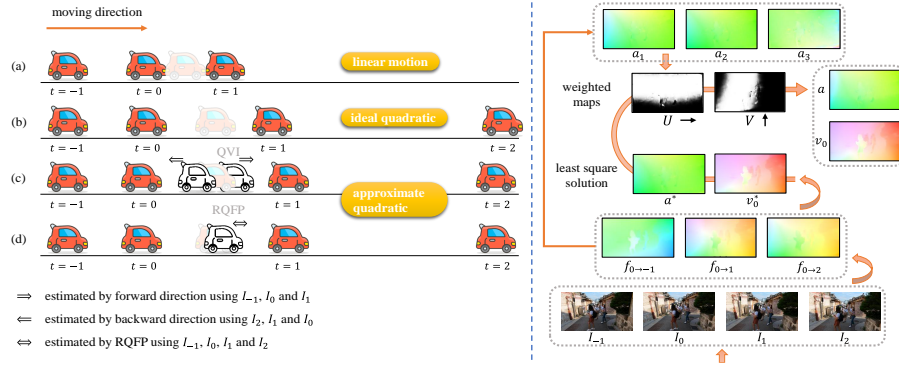 moving direction
(a)
linear motion
t = −1
t = 0
t = 1
(b)
ideal quadratic
t = −1
t = 0
t = 1
t = 2
QVI
(c)
⇐
⇒
t = −1
t = 0
t = 1
t = 2
approximate
quadratic
RQFP
(d)
⇔
t = −1
t = 0
t = 1
t = 2
⇒ estimated by forward direction using I₋₁, I₀ and I₁
⇐ estimated by backward direction using I₂, I₁ and I₀
⇔ estimated by RQFP using I₋₁, I₀, I₁ and I₂
a₁
a₂
a₃
weighted
maps
U →
V ↑
a
v₀
least square
solution
a*
v₀*
f₀→₋₁
f₀→₁
f₀→₂
I₋₁
I₀
I₁
I₂